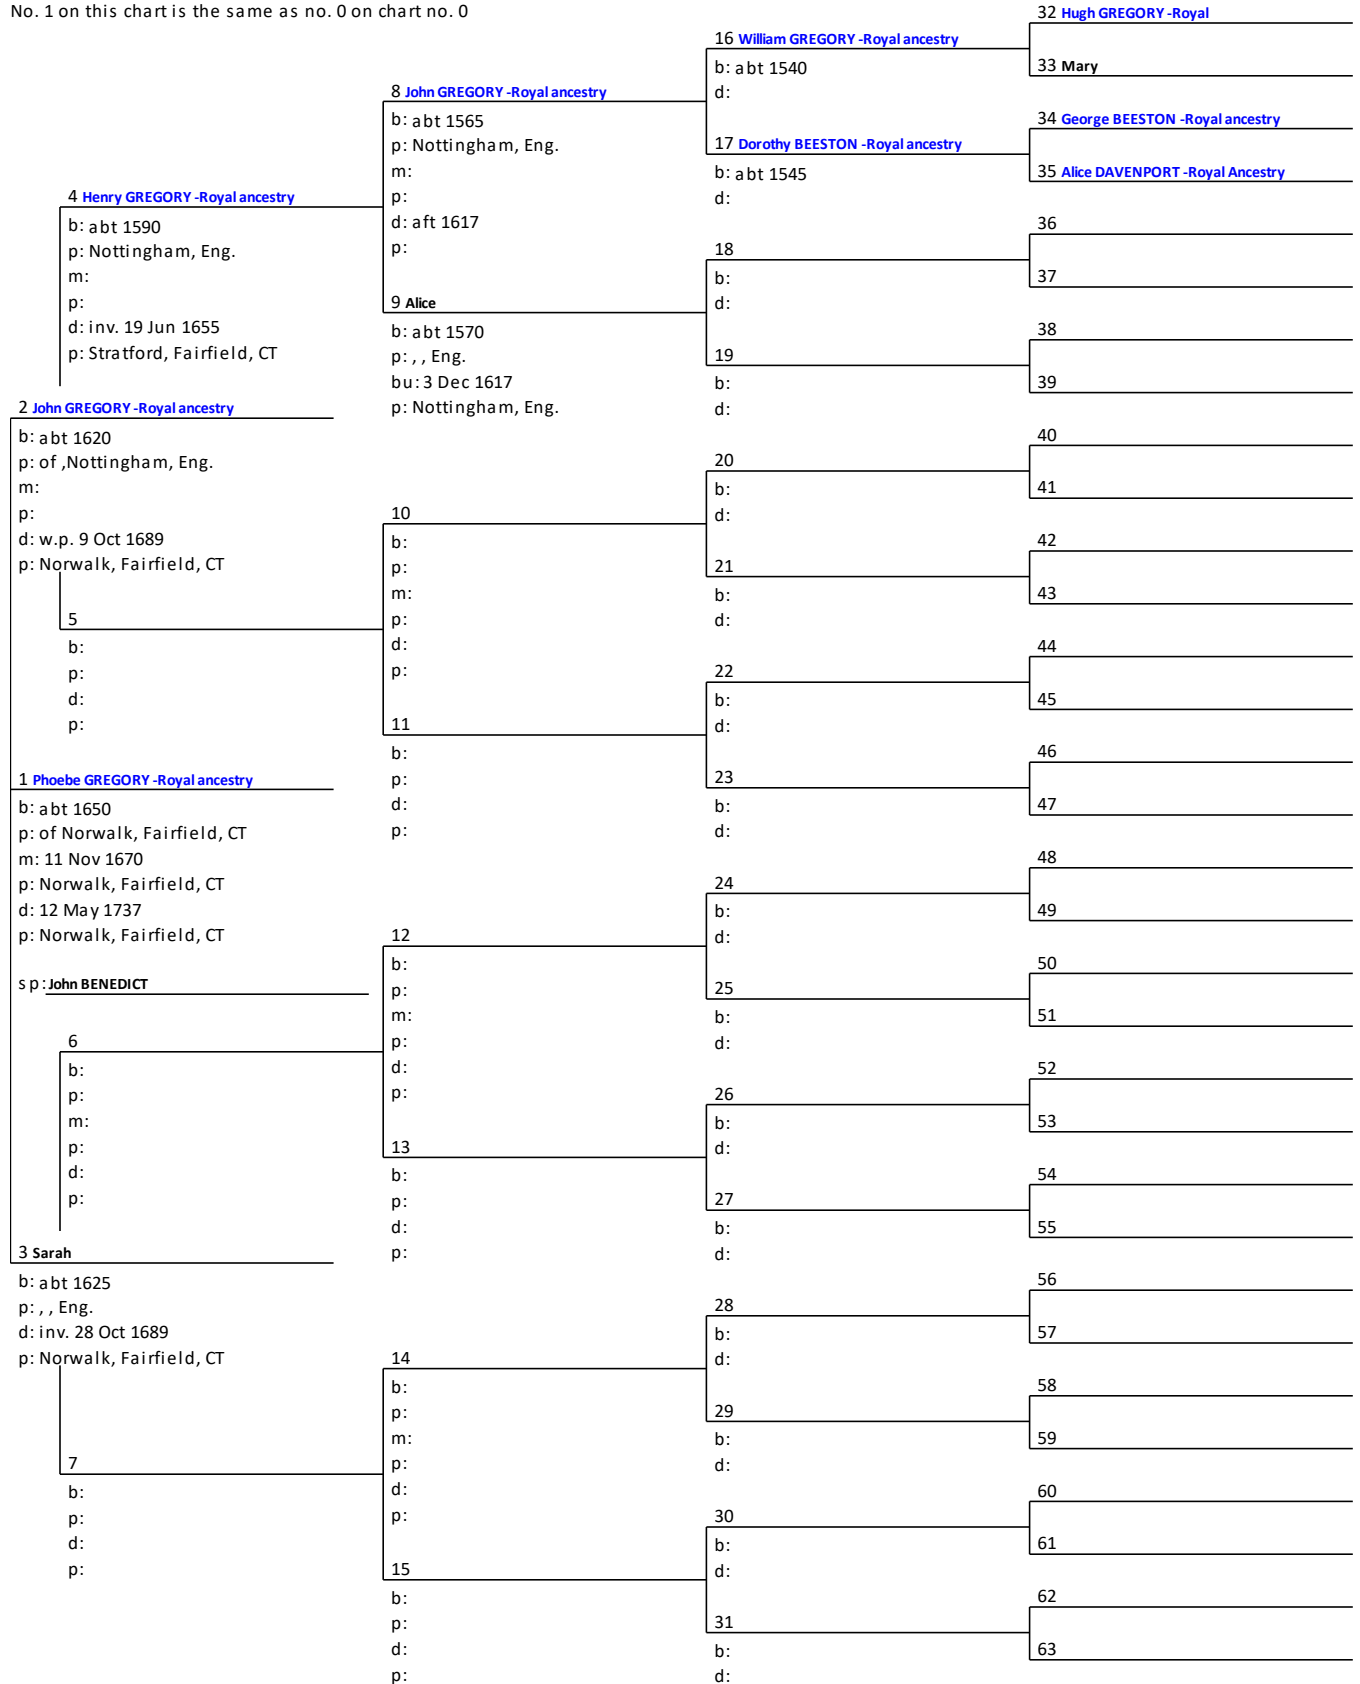 No. 1 on this chart is the same as no. 0 on chart no. 0
4 Henry GREGORY -Royal ancestry
b: abt 1590
p: Nottingham, Eng.
m:
p:
d: inv. 19 Jun 1655
p: Stratford, Fairfield, CT
2 John GREGORY -Royal ancestry
b: abt 1620
p: of ,Nottingham, Eng.
m:
p:
d: w.p. 9 Oct 1689
p: Norwalk, Fairfield, CT
5
b:
p:
d:
p:
1 Phoebe GREGORY -Royal ancestry
b: abt 1650
p: of Norwalk, Fairfield, CT
m: 11 Nov 1670
p: Norwalk, Fairfield, CT
d: 12 May 1737
p: Norwalk, Fairfield, CT
sp: John BENEDICT
6
b:
p:
m:
p:
d:
p:
3 Sarah
b: abt 1625
p: , , Eng.
d: inv. 28 Oct 1689
p: Norwalk, Fairfield, CT
7
b:
p:
d:
p:
8 John GREGORY -Royal ancestry
b: abt 1565
p: Nottingham, Eng.
m:
p:
d: aft 1617
p:
9 Alice
b: abt 1570
p: , , Eng.
bu: 3 Dec 1617
p: Nottingham, Eng.
10
b:
p:
m:
p:
d:
p:
11
b:
p:
d:
p:
12
b:
p:
m:
p:
d:
p:
13
b:
p:
d:
p:
14
b:
p:
m:
p:
d:
p:
15
b:
p:
d:
p:
16 William GREGORY -Royal ancestry
b: abt 1540
d:
17 Dorothy BEESTON -Royal ancestry
b: abt 1545
d:
18
b:
d:
19
b:
d:
20
b:
d:
21
b:
d:
22
b:
d:
23
b:
d:
24
b:
d:
25
b:
d:
26
b:
d:
27
b:
d:
28
b:
d:
29
b:
d:
30
b:
d:
31
b:
d:
32 Hugh GREGORY -Royal
33 Mary
34 George BEESTON -Royal ancestry
35 Alice DAVENPORT -Royal Ancestry
36
37
38
39
40
41
42
43
44
45
46
47
48
49
50
51
52
53
54
55
56
57
58
59
60
61
62
63